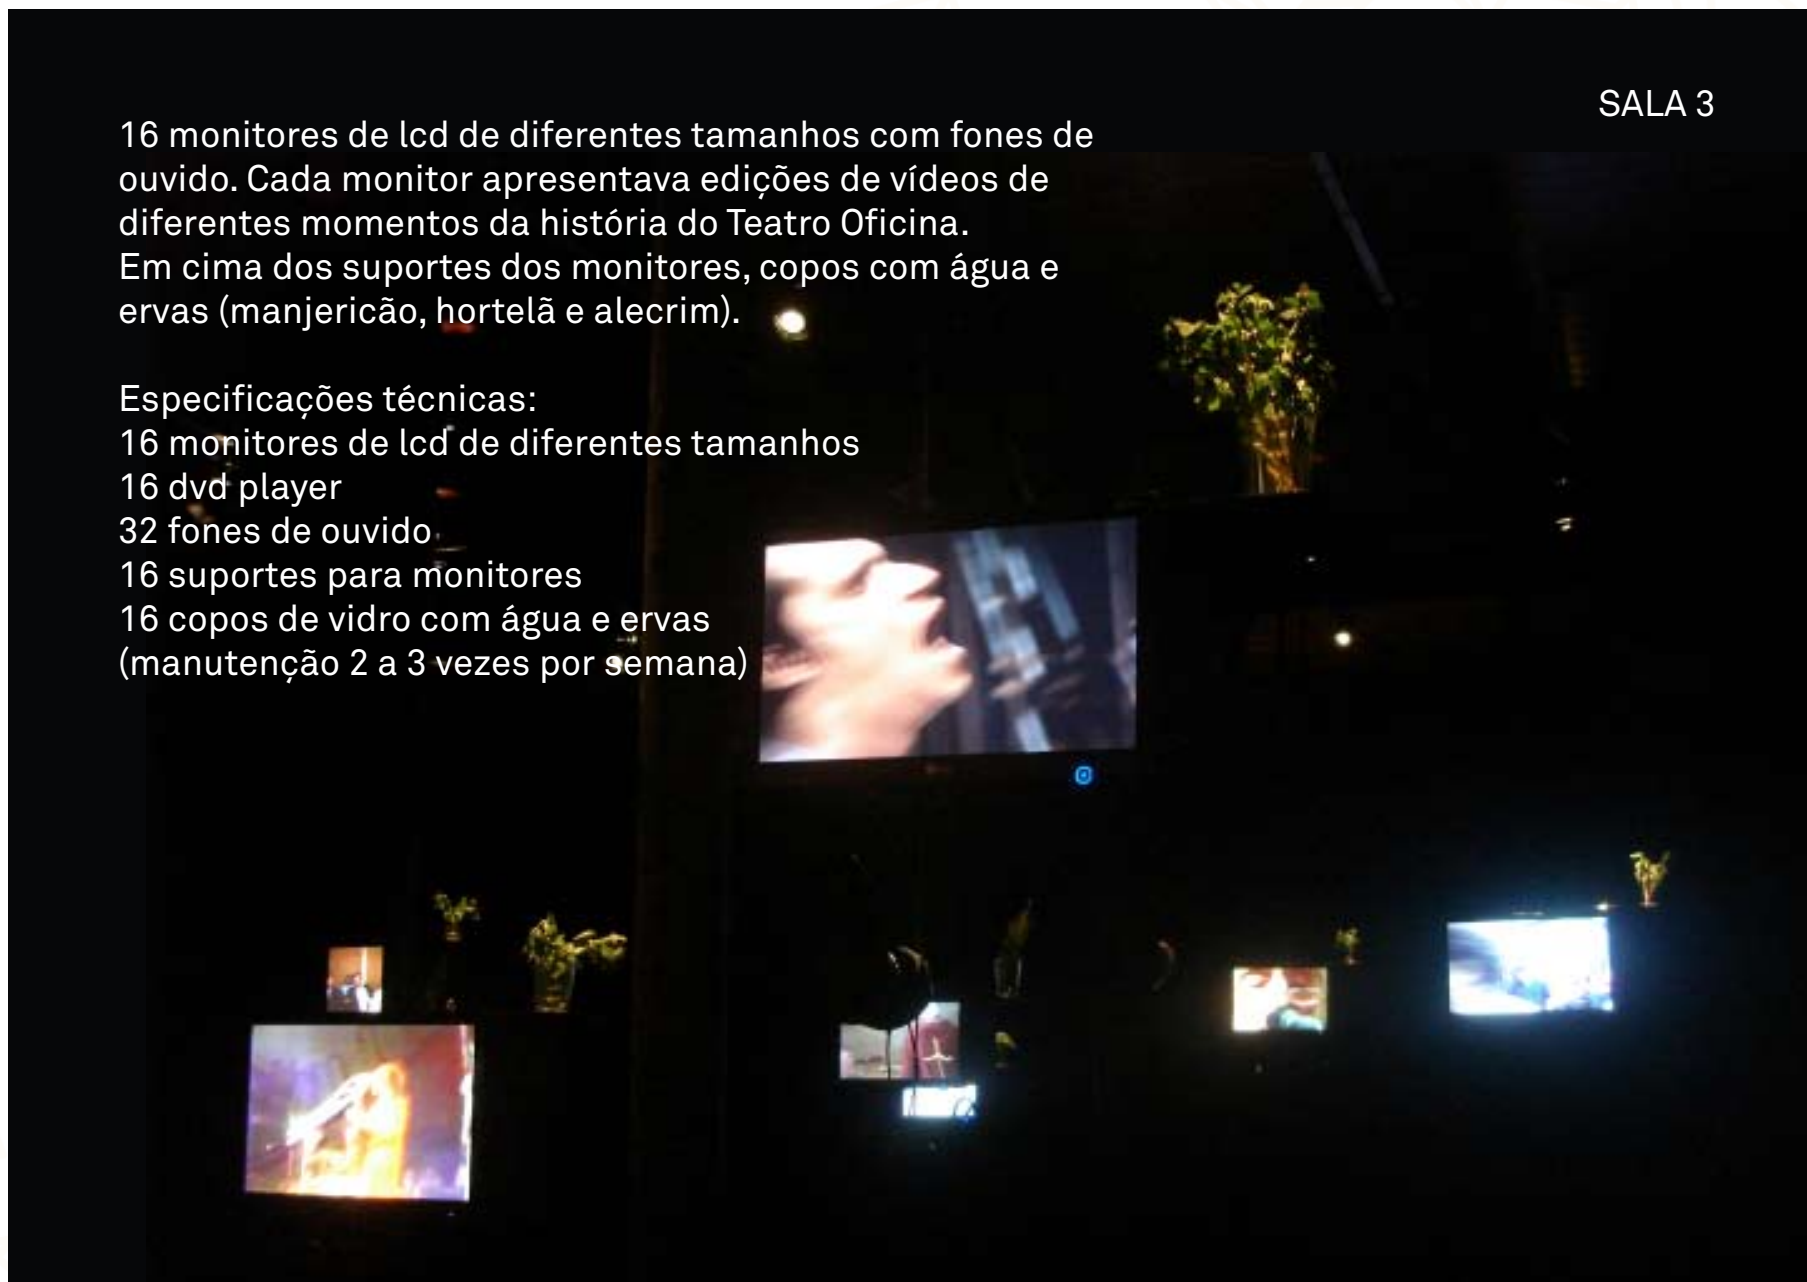 SALA 3
16 monitores de lcd de diferentes tamanhos com fones de
ouvido. Cada monitor apresentava edições de vídeos de
diferentes momentos da história do Teatro Oficina.
Em cima dos suportes dos monitores, copos com água e
ervas (manjericão, hortelã e alecrim).
Especificações técnicas:
16 monitores de lcd de diferentes tamanhos
16 dvd player
32 fones de ouvido
16 suportes para monitores
16 copos de vidro com água e ervas
(manutenção 2 a 3 vezes por semana)